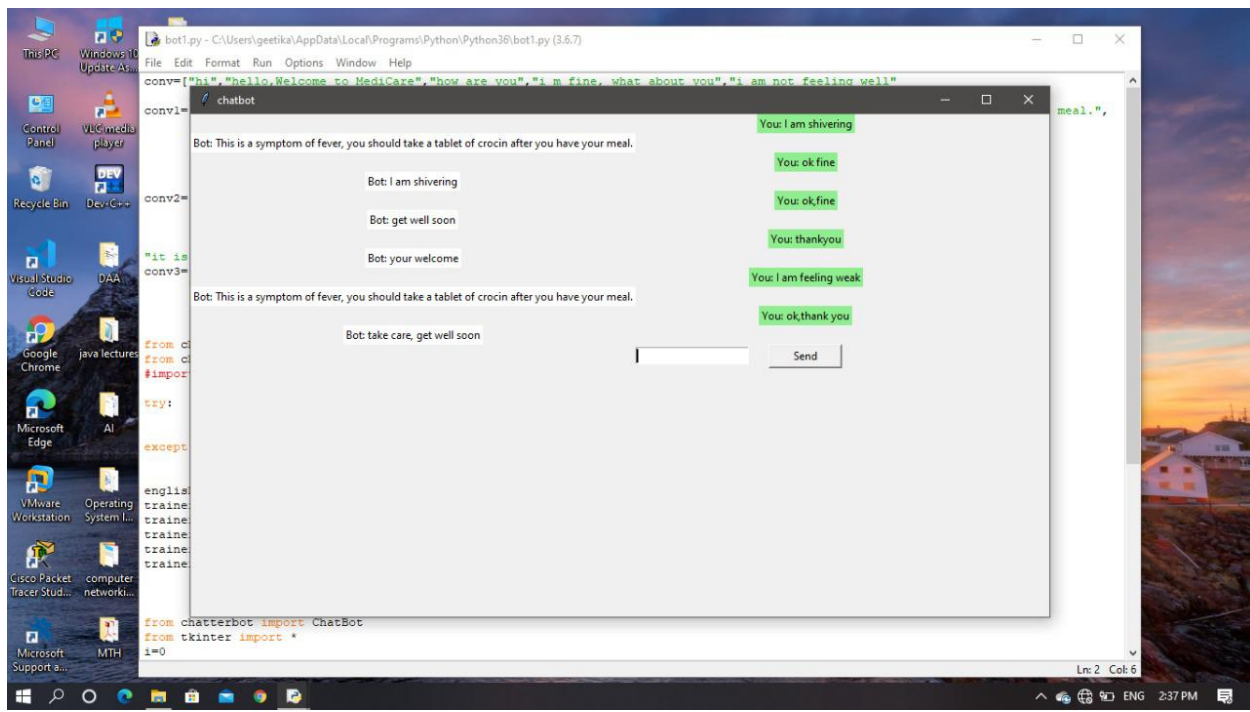 This PC
Windows 10
Update As...
Control
Panel
VLC media
player
Recycle Bin
Dev-C++
Visual Studio
Code
DAA
Google
Chrome
java lectures
Microsoft
Edge
AI
VMware
Workstation
Operating
System l...
Cisco Packet
Tracer Stud...
computer
networki...
Microsoft
Support a...
MTH
bot1.py - C:\Users\geetika\AppData\Local\Programs\Python\Python36\bot1.py (3.6.7)
File Edit Format Run Options Window Help
conv=["hi","hello,Welcome to MediCare","how are you","i m fine, what about you","i am not feeling well"
conv1=
meal.",
conv2=
"it is
conv3=
from
from
#impor
try:
except
englis
traine
traine
traine
traine
traine
from chatterbot import ChatBot
from tkinter import *
i=0
Ln: 2 Col: 6
chatbot
You: I am shivering
Bot: This is a symptom of fever, you should take a tablet of crocin after you have your meal.
You: ok fine
Bot: I am shivering
You: ok,fine
Bot: get well soon
You: thankyou
Bot: your welcome
You: I am feeling weak
Bot: This is a symptom of fever, you should take a tablet of crocin after you have your meal.
You: ok,thank you
Bot: take care, get well soon
Send
ENG 2:37 PM